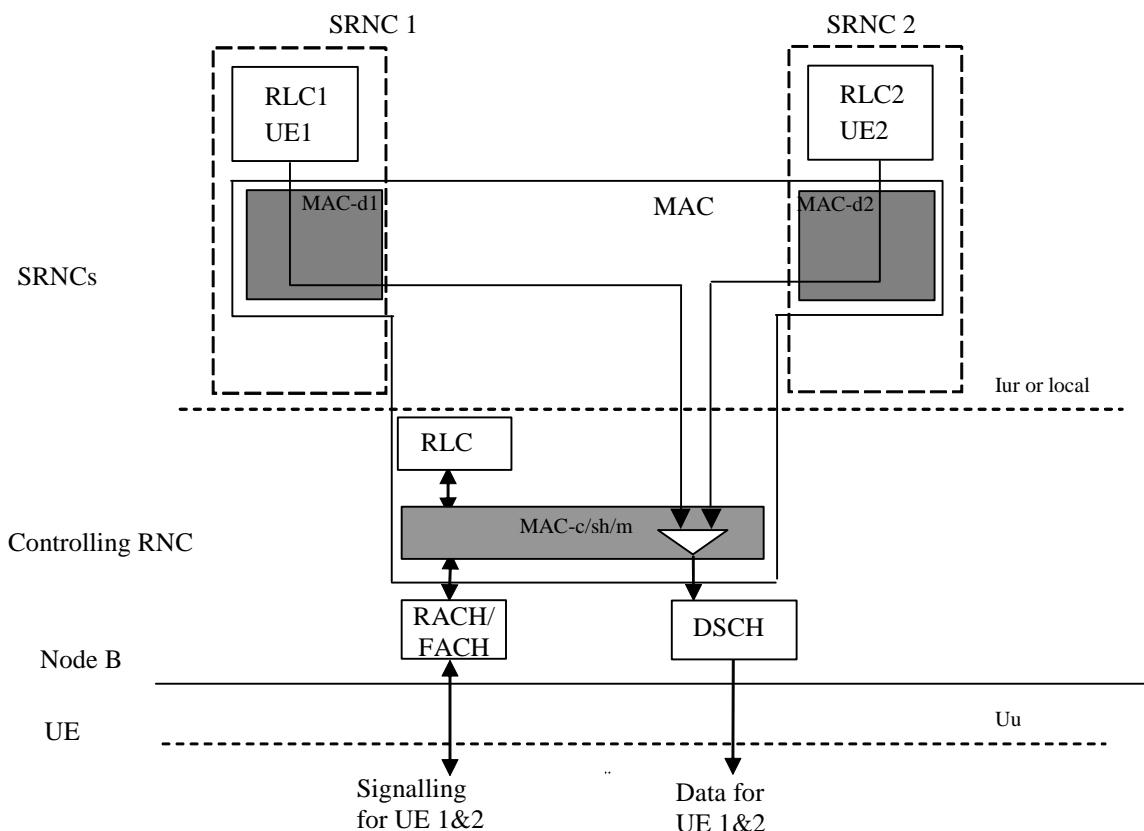 SRNC 1
SRNC 2
RLC1
UE1
RLC2
UE2
MAC-d1
MAC
MAC-d2
SRNCs
Iur or local
RLC
MAC-c/sh/m
Controlling RNC
RACH/
FACH
DSCH
Node B
UE
Uu
Signalling
for UE 1&2
..
Data for
UE 1&2